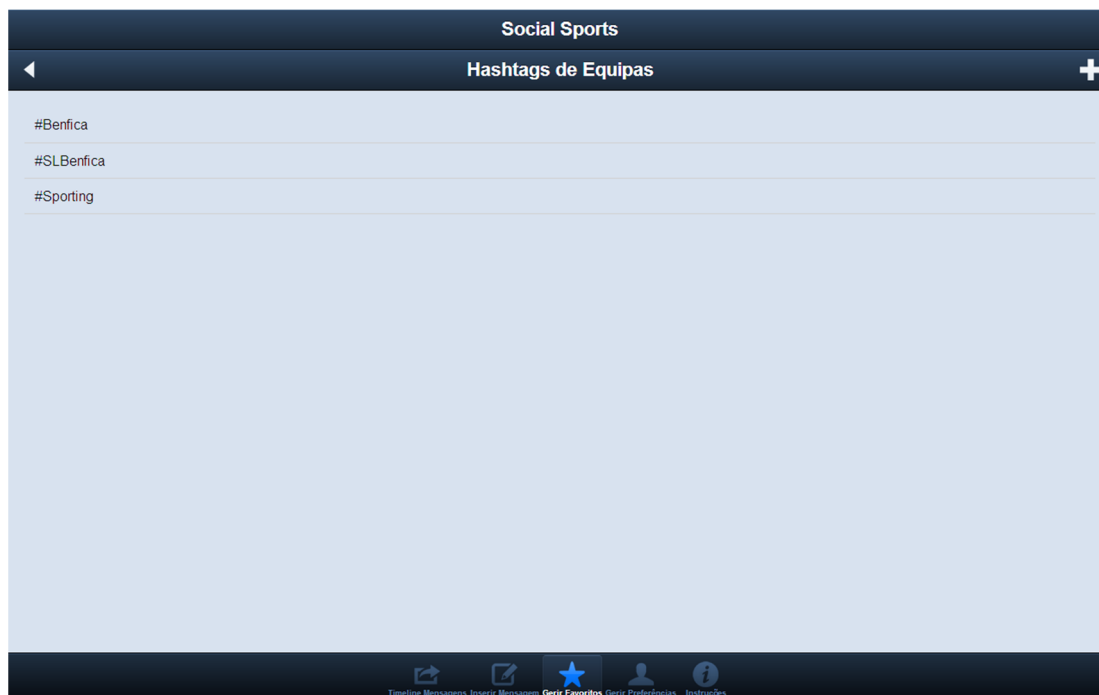 Social Sports
Hashtags de Equipas
#Benfica
#SLBenfica
#Sporting
Timeline Mensagens Inserir Mensagem Gerir Favoritos Gerir Preferências Instruções